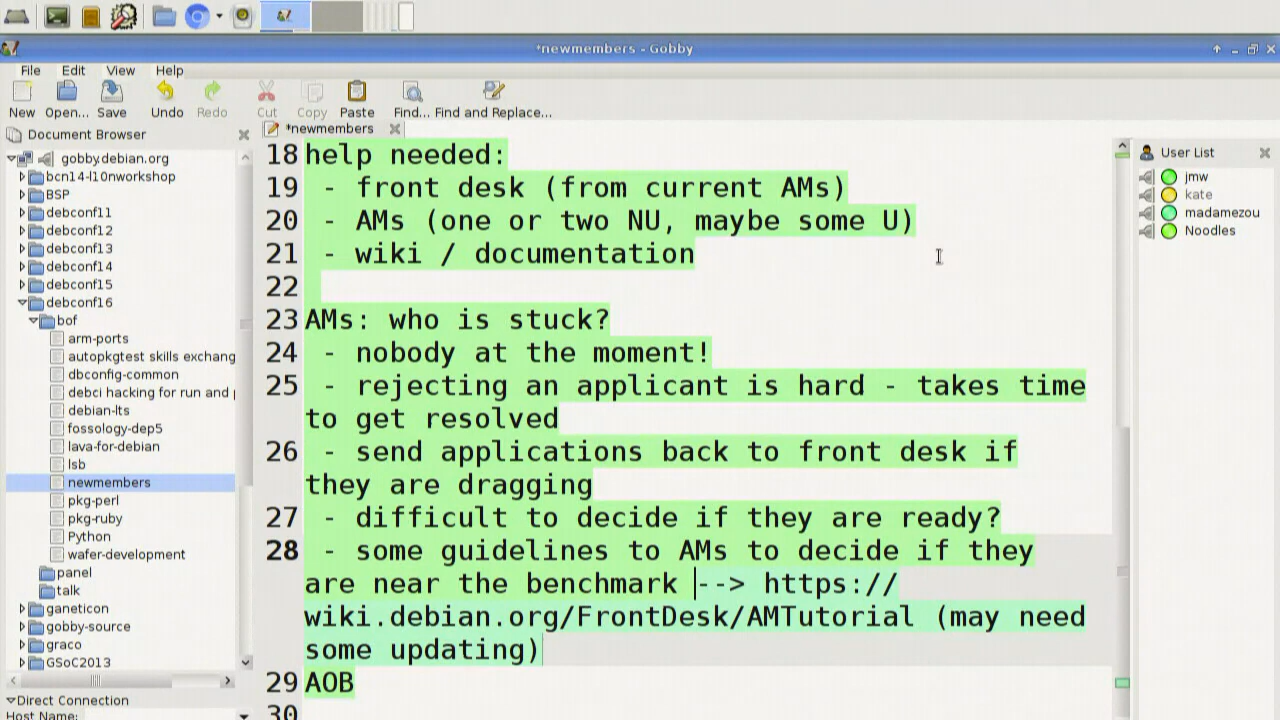 *newmembers - Gobby
File Edit View Help
New Open... Save Undo Redo Cut Copy Paste Find... Find and Replace...
Document Browser
*newmembers
gobby.debian.org
bcn14-l10nworkshop
BSP
debconf11
debconf12
debconf13
debconf14
debconf15
debconf16
bof
arm-ports
autopkgtest skills exchang
dbconfig-common
debci hacking for run and
debian-lts
fossology-dep5
lava-for-debian
lsb
newmembers
pkg-perl
pkg-ruby
Python
wafer-development
panel
talk
ganeticon
gobby-source
graco
GSoC2013
Direct Connection
Host Name:
18 help needed:
19 - front desk (from current AMs)
20 - AMs (one or two NU, maybe some U)
21 - wiki / documentation
22
23 AMs: who is stuck?
24 - nobody at the moment!
25 - rejecting an applicant is hard - takes time
to get resolved
26 - send applications back to front desk if
they are dragging
27 - difficult to decide if they are ready?
28 - some guidelines to AMs to decide if they
are near the benchmark --> https://
wiki.debian.org/FrontDesk/AMTutorial (may need
some updating)
29 AOB
30
User List
jmw
kate
madamezou
Noodles